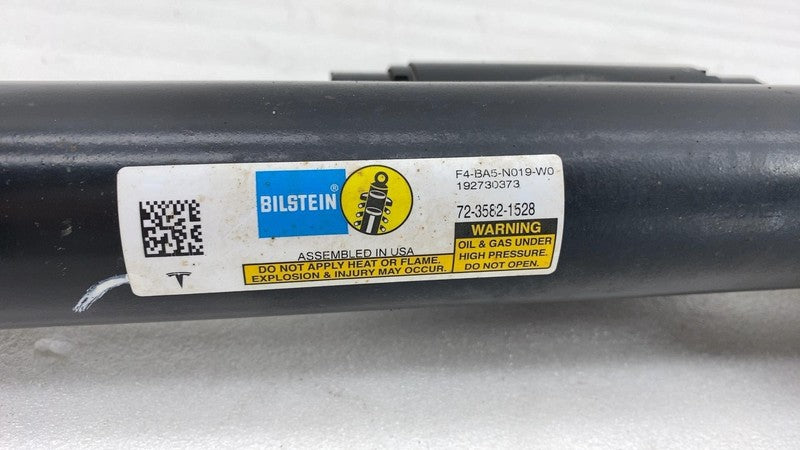 F4-BA5-N019-W0
192730373
BILSTEIN®
72-3582-1528
ASSEMBLED IN USA
DO NOT APPLY HEAT OR FLAME.
EXPLOSION & INJURY MAY OCCUR.
WARNING
OIL & GAS UNDER
HIGH PRESSURE.
DO NOT OPEN.